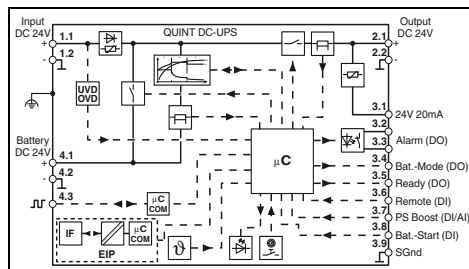 Input
DC 24V
+
1.1
1.2
-
QUINT DC-UPS
Output
DC 24V
2.1
+
2.2
-
UVD
OVD
3.1
24V 20mA
3.2
Alarm (DO)
3.3
3.4
Bat.-Mode (DO)
3.5
Ready (DO)
3.6
Remote (DI)
3.7
PS Boost (DI/AI)
3.8
Bat.-Start (DI)
3.9
SGnd
Battery
DC 24V
+
4.1
4.2
-
4.3
µC
µC
COM
IF
µC
COM
EIP
ϑ